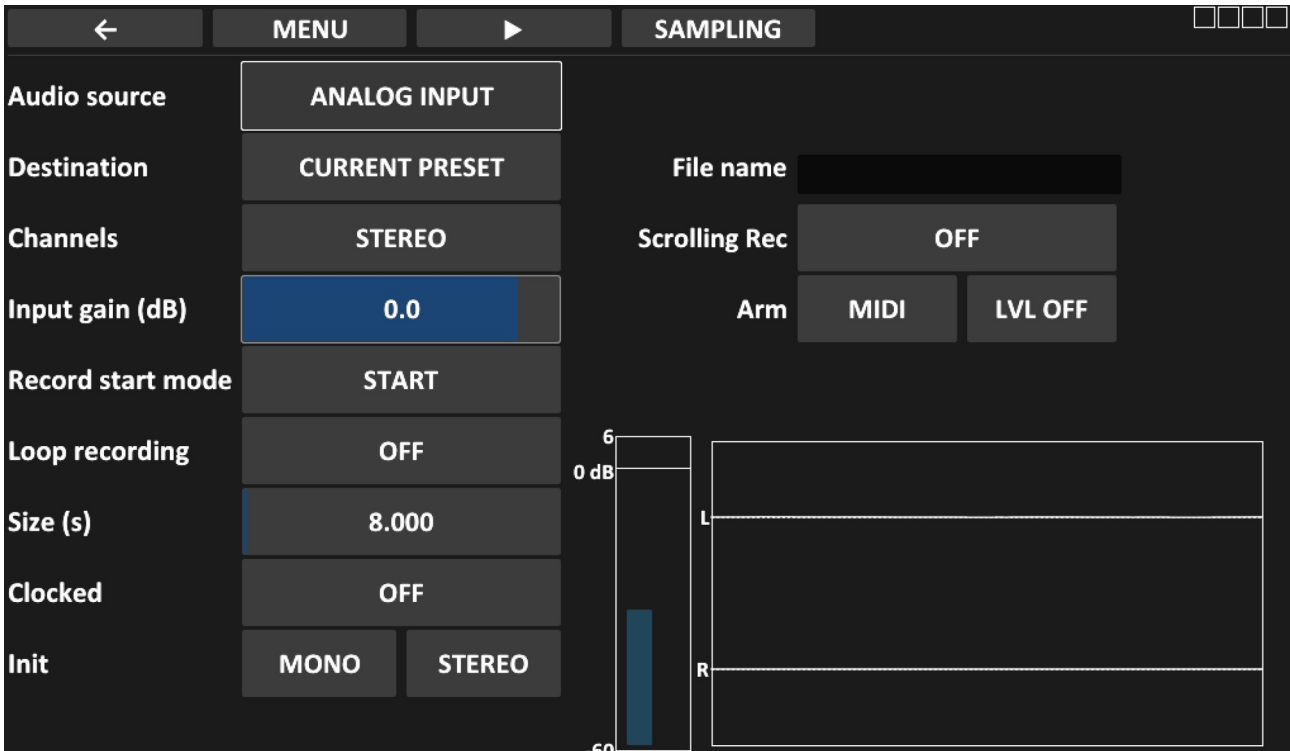 ← MENU ▶ SAMPLING
Audio source ANALOG INPUT
Destination CURRENT PRESET File name
Channels STEREO Scrolling Rec OFF
Input gain (dB) 0.0 Arm MIDI LVL OFF
Record start mode START
Loop recording OFF
6
0 dB
Size (s) 8.000
L
Clocked OFF
Init MONO STEREO
R
-60